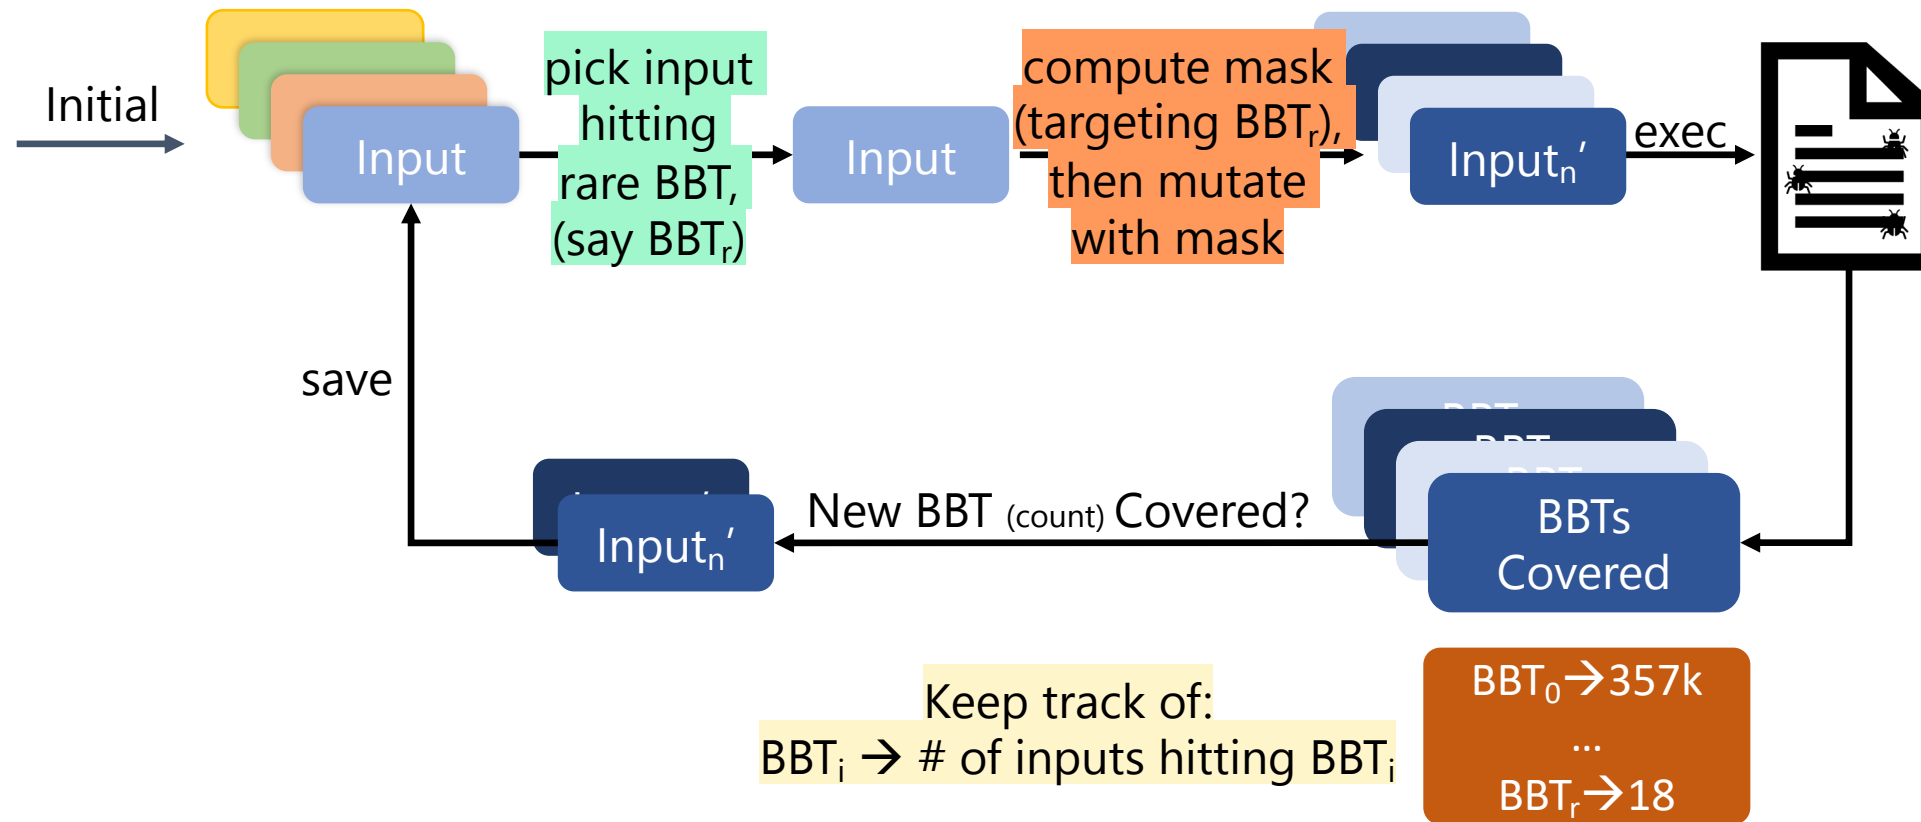 Initial
Input
pick input
hitting
rare BBT,
(say BBTᵣ)
Input
compute mask
(targeting BBTᵣ),
then mutate
with mask
Inputₙ′
exec
save
Inputₙ′
New BBT (count) Covered?
BBTs
Covered
Keep track of:
BBTᵢ → # of inputs hitting BBTᵢ
BBT₀→357k
...
BBTᵣ→18